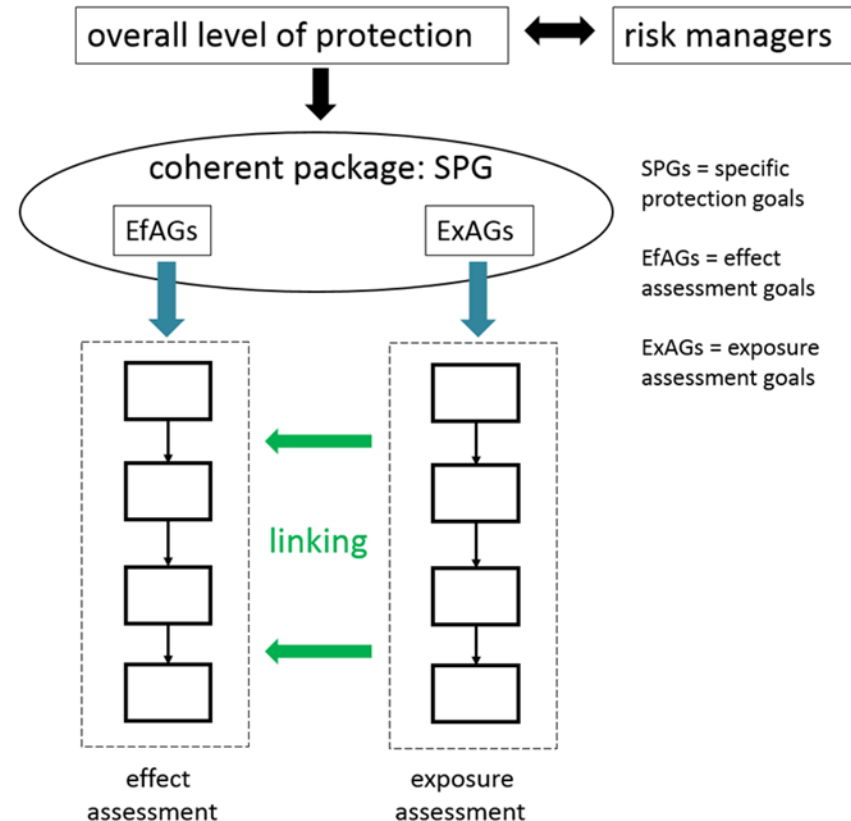 overall level of protection
risk managers
coherent package: SPG
EfAGs
ExAGs
SPGs = specific
protection goals
EfAGs = effect
assessment goals
ExAGs = exposure
assessment goals
linking
effect
assessment
exposure
assessment